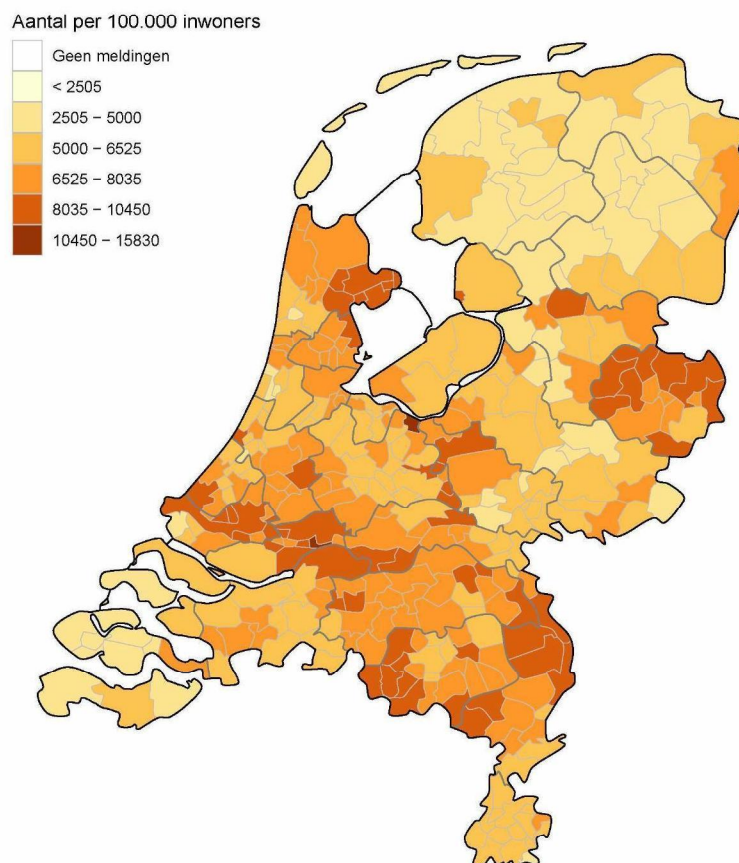 Aantal per 100.000 inwoners
Geen meldingen
< 2505
2505 − 5000
5000 − 6525
6525 − 8035
8035 − 10450
10450 − 15830